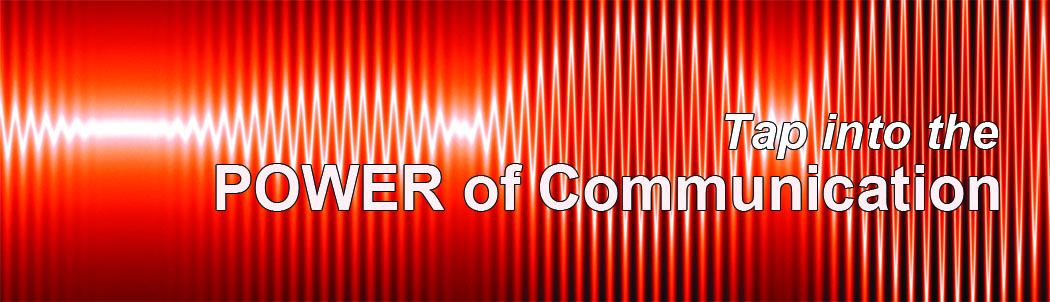 Tap into the
POWER of Communication